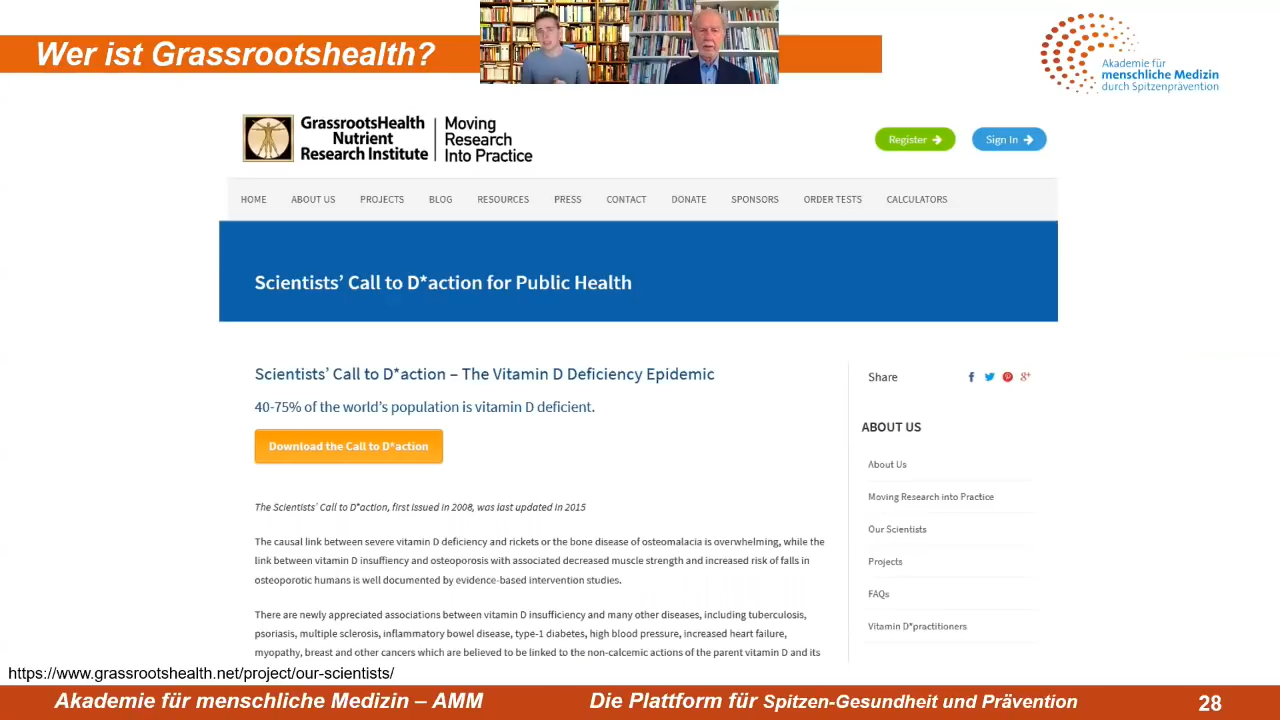 Wer ist Grassrootshealth?
Akademie für
menschliche Medizin
durch Spitzenprävention
GrassrootsHealth
Nutrient
Research Institute
Moving
Research
Into Practice
Register
Sign In
HOME ABOUT US PROJECTS BLOG RESOURCES PRESS CONTACT DONATE SPONSORS ORDER TESTS CALCULATORS
Scientists' Call to D*action for Public Health
Scientists' Call to D*action – The Vitamin D Deficiency Epidemic
40-75% of the world's population is vitamin D deficient.
Download the Call to D*action
The Scientists' Call to D*action, first issued in 2008, was last updated in 2015
The causal link between severe vitamin D deficiency and rickets or the bone disease of osteomalacia is overwhelming, while the
link between vitamin D insuffiency and osteoporosis with associated decreased muscle strength and increased risk of falls in
osteoporotic humans is well documented by evidence-based intervention studies.
There are newly appreciated associations between vitamin D insufficiency and many other diseases, including tuberculosis,
psoriasis, multiple sclerosis, inflammatory bowel disease, type-1 diabetes, high blood pressure, increased heart failure,
myopathy, breast and other cancers which are believed to be linked to the non-calcemic actions of the parent vitamin D and its
Share
ABOUT US
About Us
Moving Research into Practice
Our Scientists
Projects
FAQs
Vitamin D*practitioners
https://www.grassrootshealth.net/project/our-scientists/
Akademie für menschliche Medizin – AMM
Die Plattform für Spitzen-Gesundheit und Prävention
28